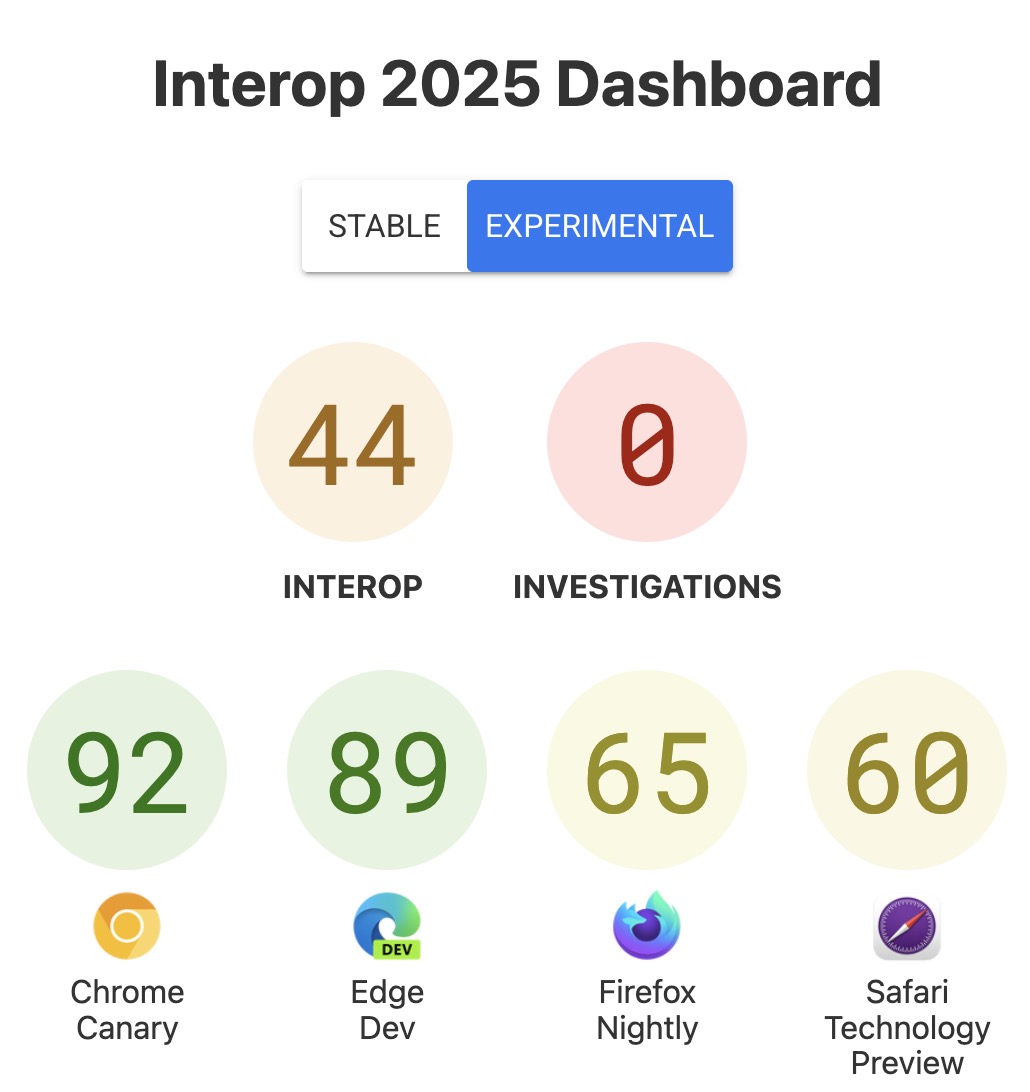 Interop 2025 Dashboard
STABLE EXPERIMENTAL
44 0
INTEROP INVESTIGATIONS
92 89 65 60
DEV
Chrome Edge Firefox Safari
Canary Dev Nightly Technology
Preview